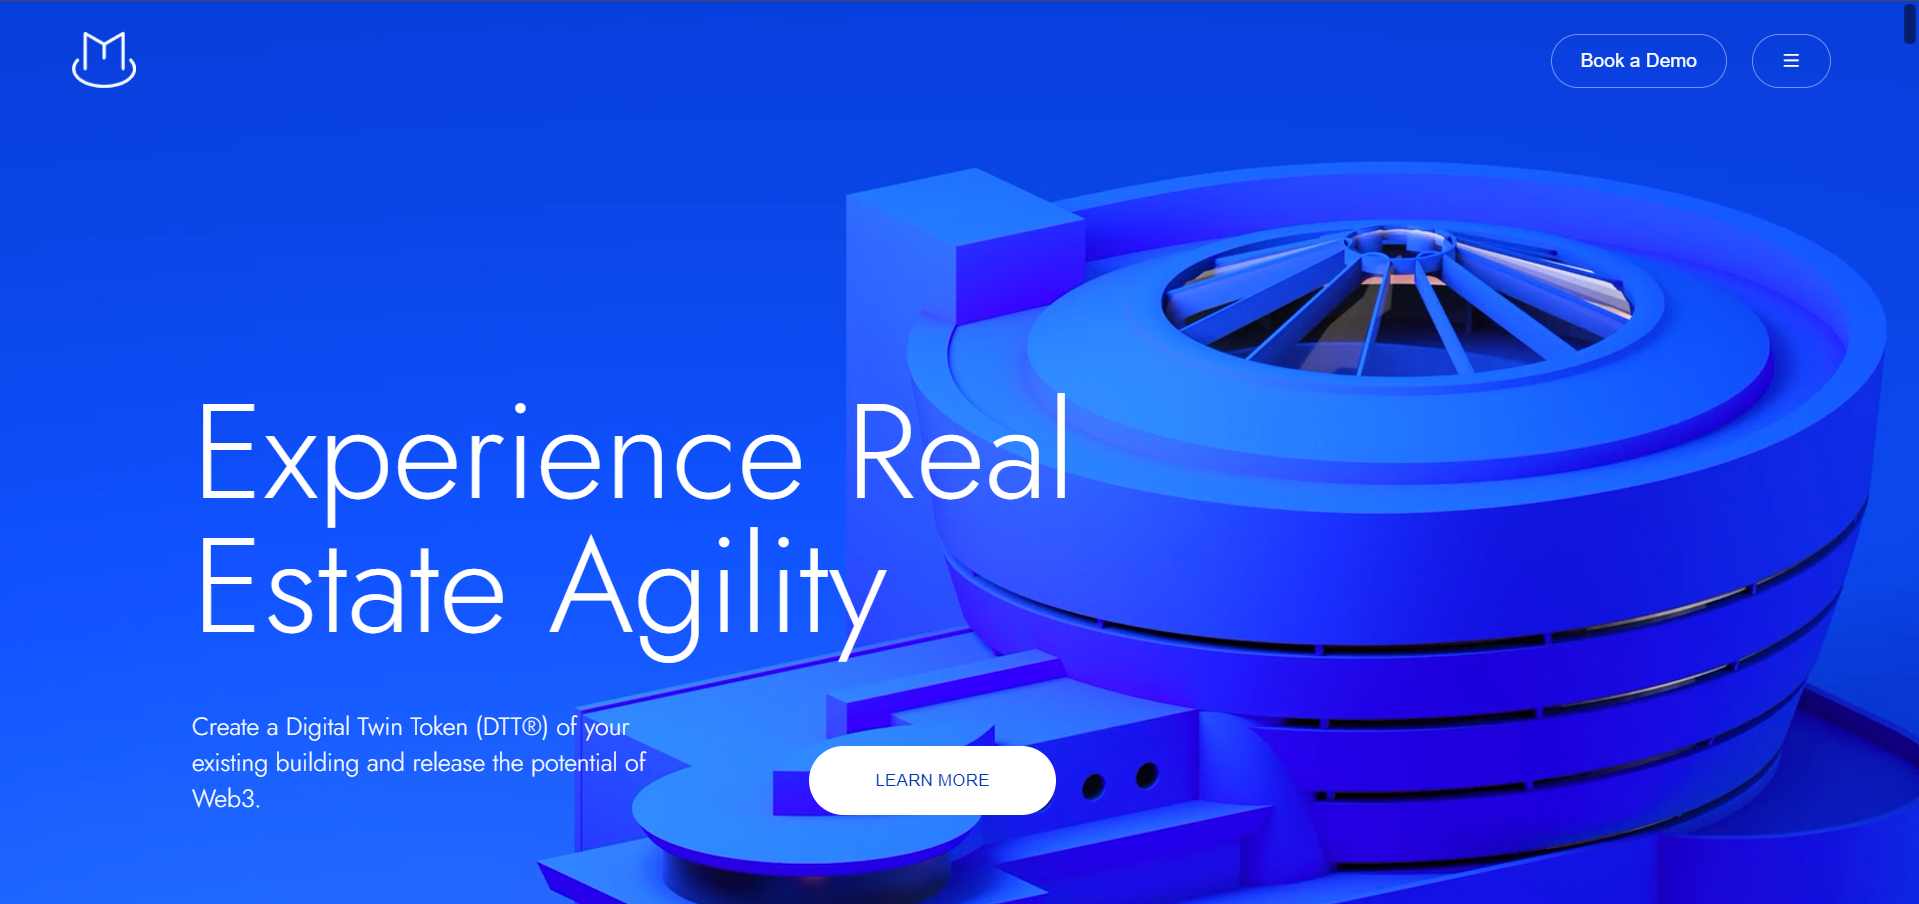 Book a Demo
Experience Real
Estate Agility
Create a Digital Twin Token (DTT®) of your
existing building and release the potential of
Web3.
LEARN MORE